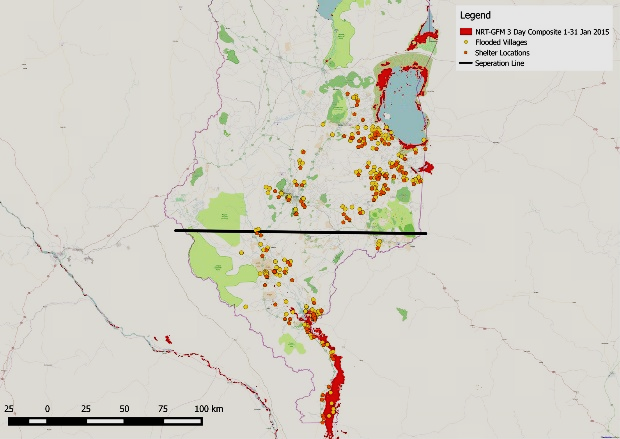 Legend
NRT-GFM 3 Day Composite 1-31 Jan 2015
Flooded Villages
Shelter Locations
Seperation Line
25 0 25 50 75 100 km